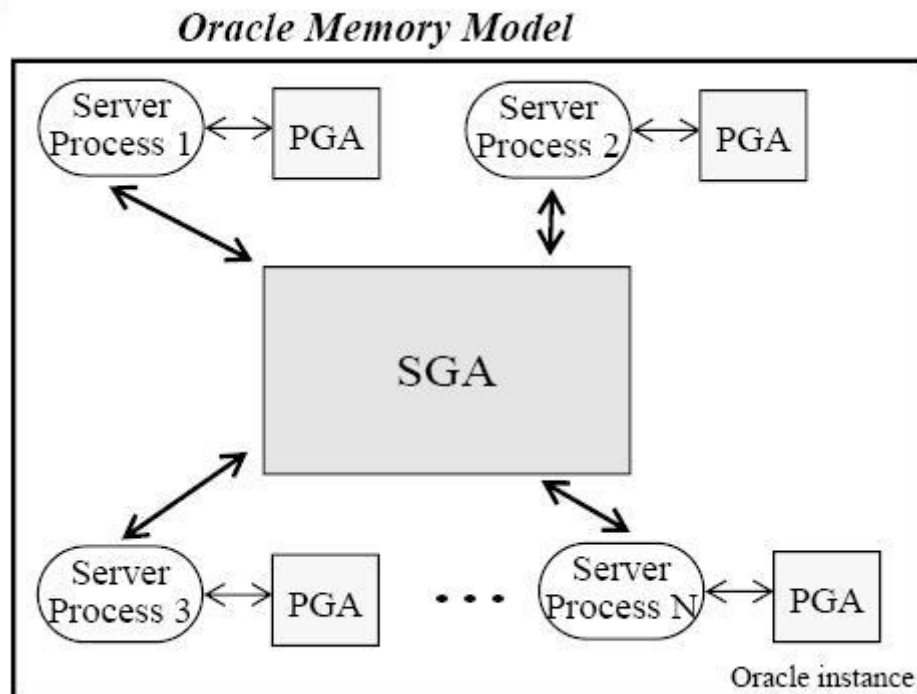 Oracle Memory Model
Server
Process 1
PGA
Server
Process 2
PGA
SGA
Server
Process 3
PGA
...
Server
Process N
PGA
Oracle instance